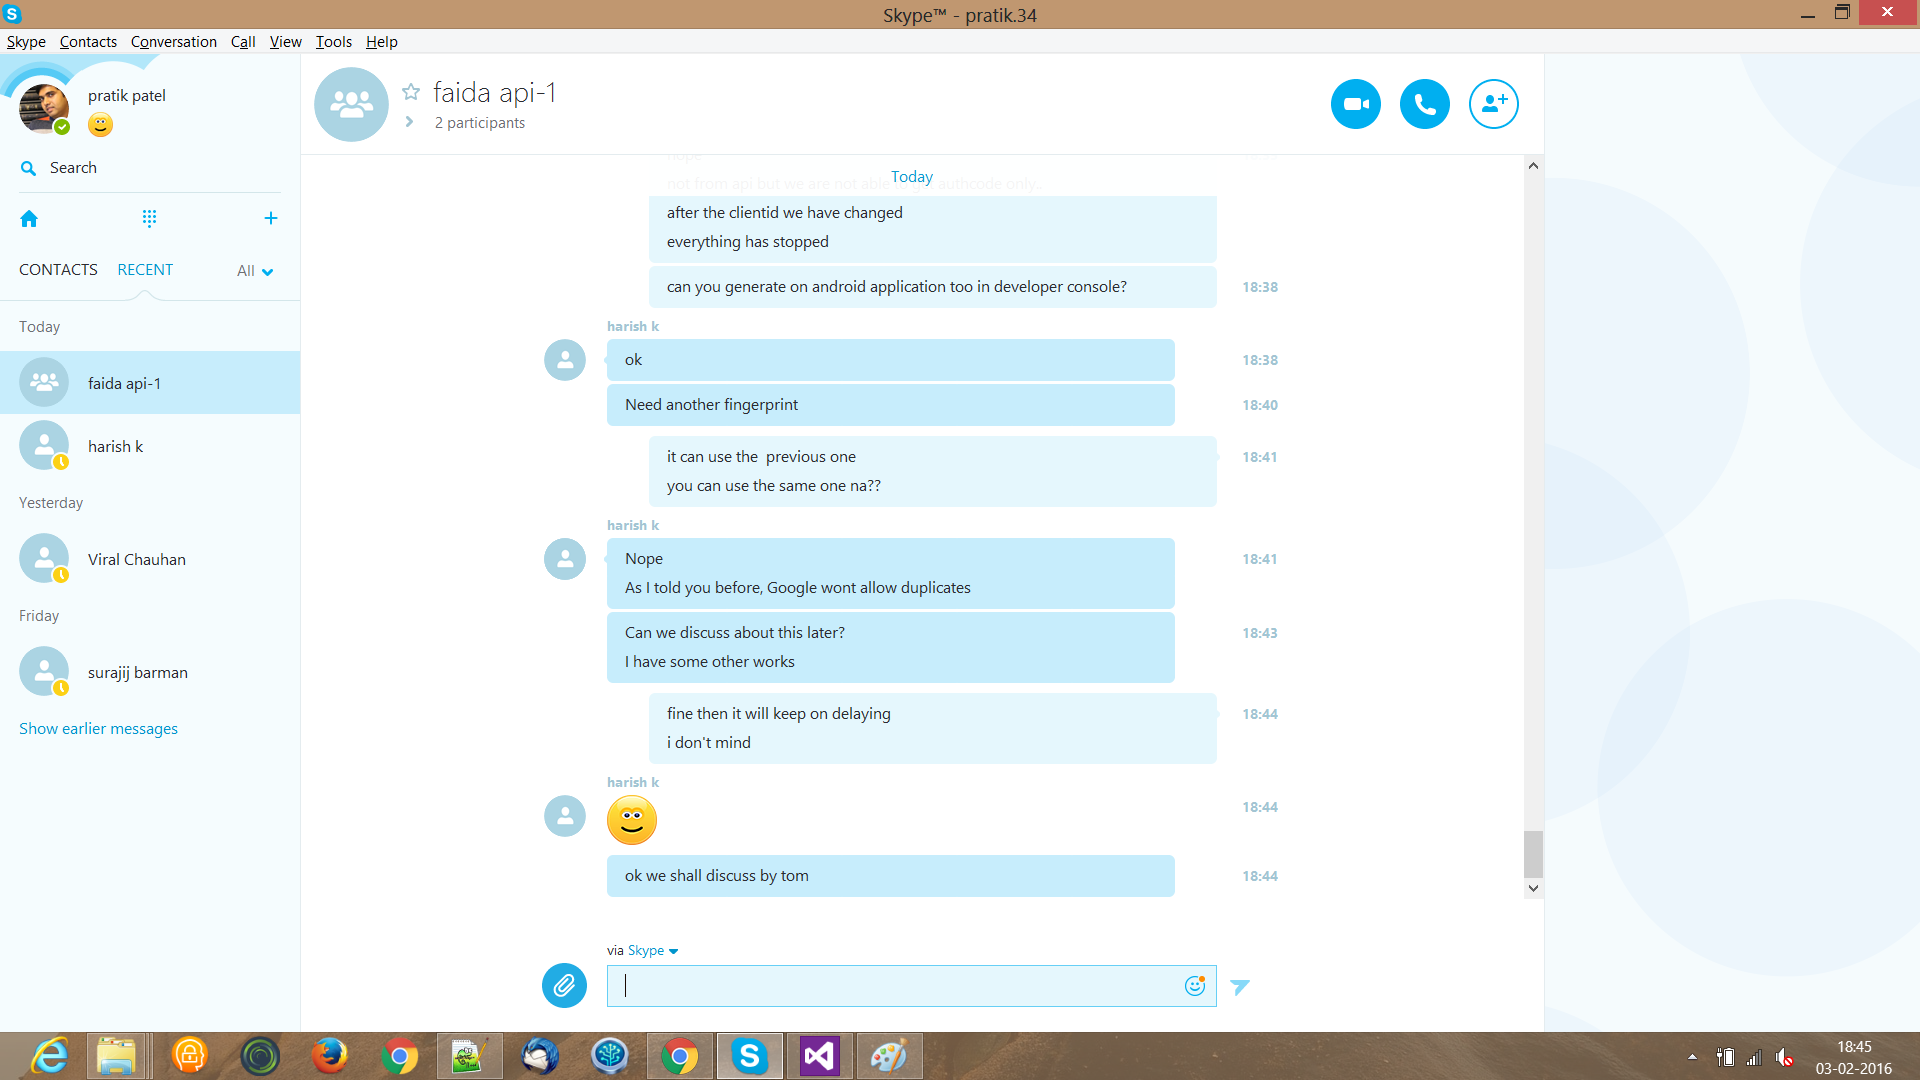 Skype™ - pratik.34
Skype Contacts Conversation Call View Tools Help
pratik patel
Search
CONTACTS RECENT All
Today
faida api-1
harish k
Yesterday
Viral Chauhan
Friday
surajij barman
Show earlier messages
faida api-1
2 participants
nope
Today
not from api but we are not able to get authcode only..
after the clientid we have changed
everything has stopped
can you generate on android application too in developer console?
18:38
harish k
ok
18:38
Need another fingerprint
18:40
it can use the  previous one
18:41
you can use the same one na??
harish k
Nope
18:41
As I told you before, Google wont allow duplicates
Can we discuss about this later?
18:43
I have some other works
fine then it will keep on delaying
18:44
i don't mind
harish k
18:44
ok we shall discuss by tom
18:44
via Skype
18:45
03-02-2016